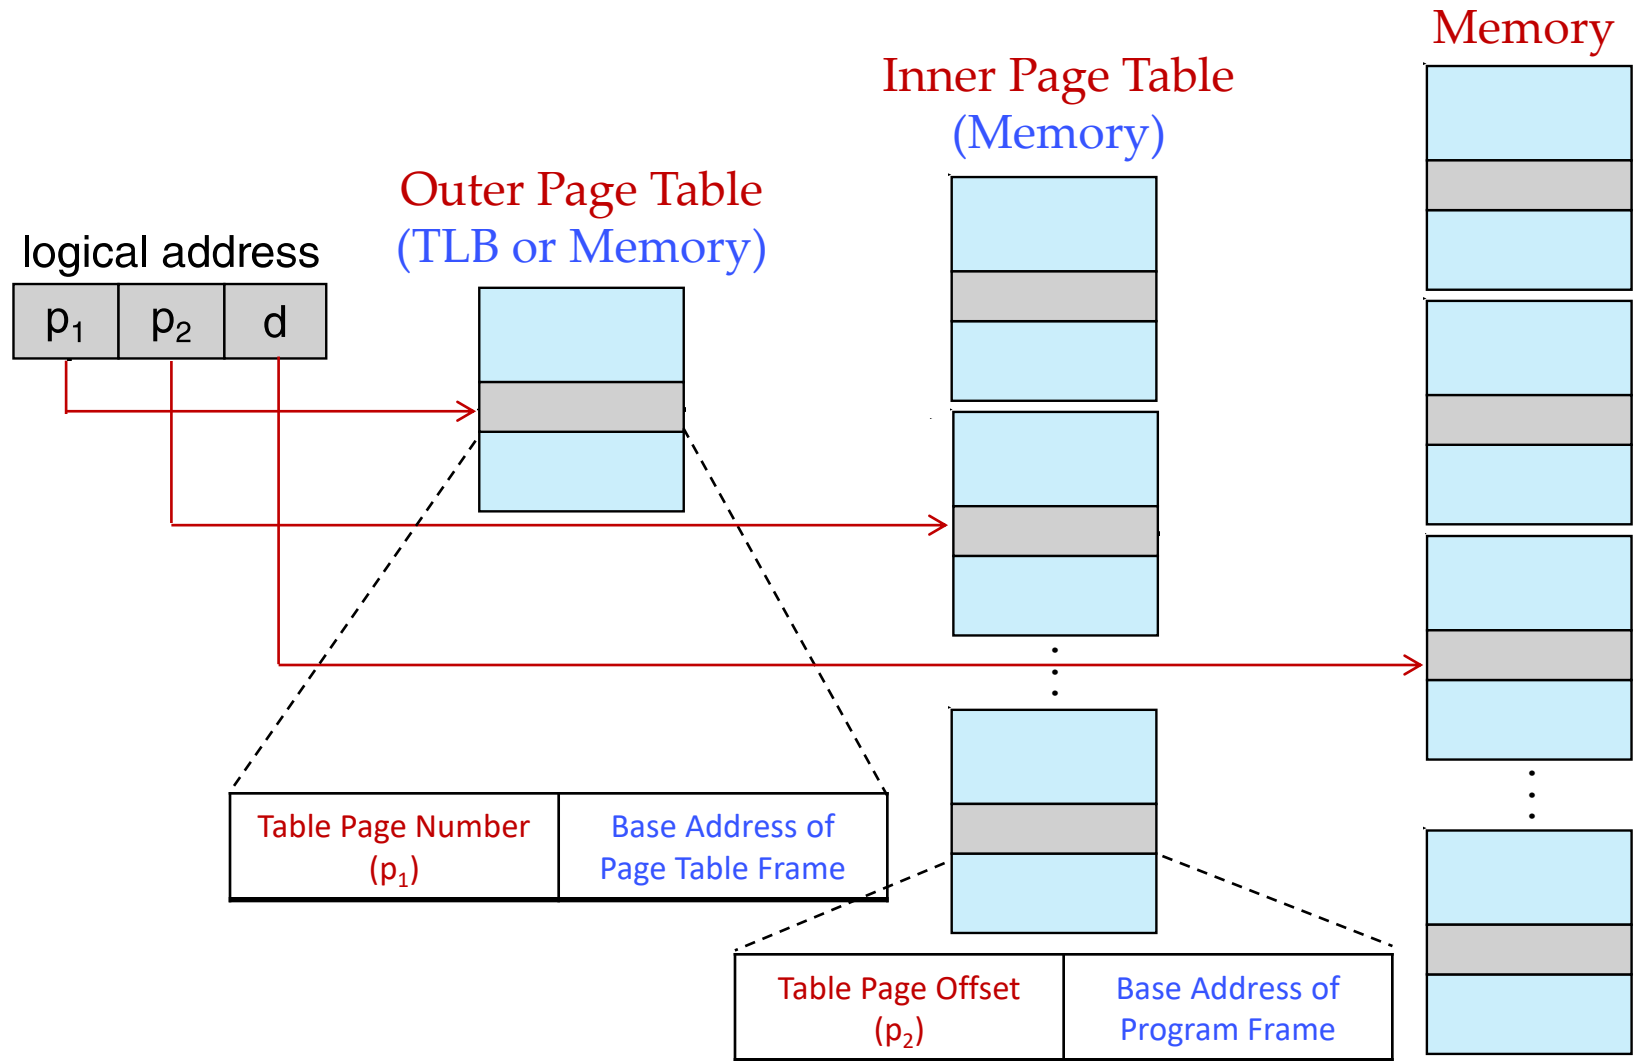 Memory
Inner Page Table
(Memory)
Outer Page Table
(TLB or Memory)
logical address
p₁ p₂ d
Table Page Number
(p₁)
Base Address of
Page Table Frame
Table Page Offset
(p₂)
Base Address of
Program Frame